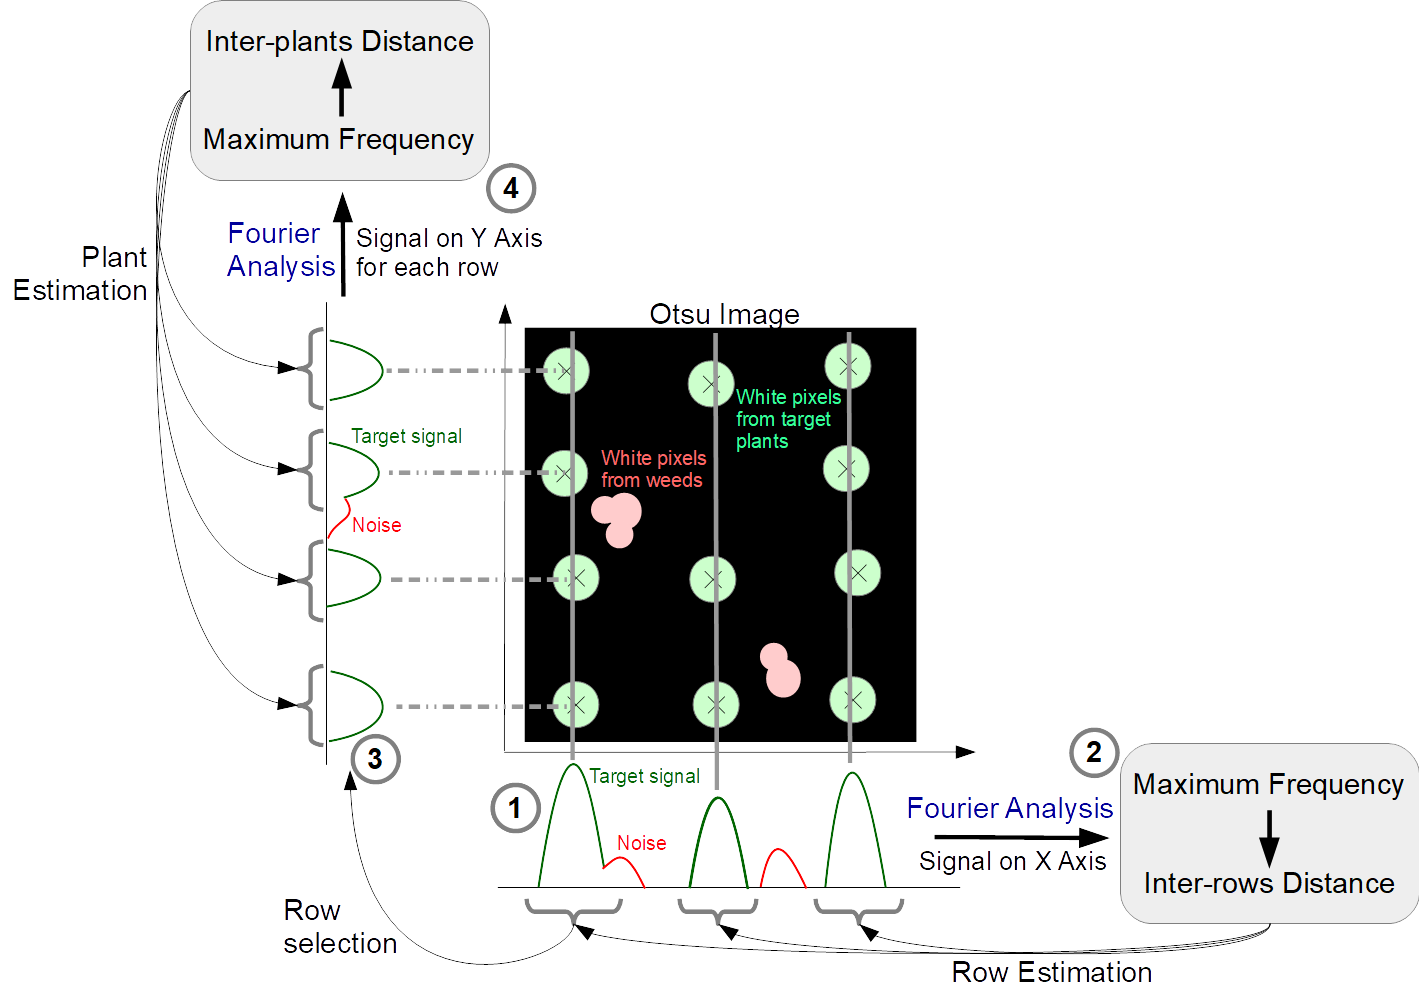 Inter-plants Distance
Maximum Frequency
4
Fourier
Analysis
Signal on Y Axis
for each row
Plant
Estimation
Otsu Image
White pixels
from target
plants
Target signal
White pixels
from weeds
Noise
3
2
1
Target signal
Noise
Fourier Analysis
Signal on X Axis
Maximum Frequency
Inter-rows Distance
Row
selection
Row Estimation